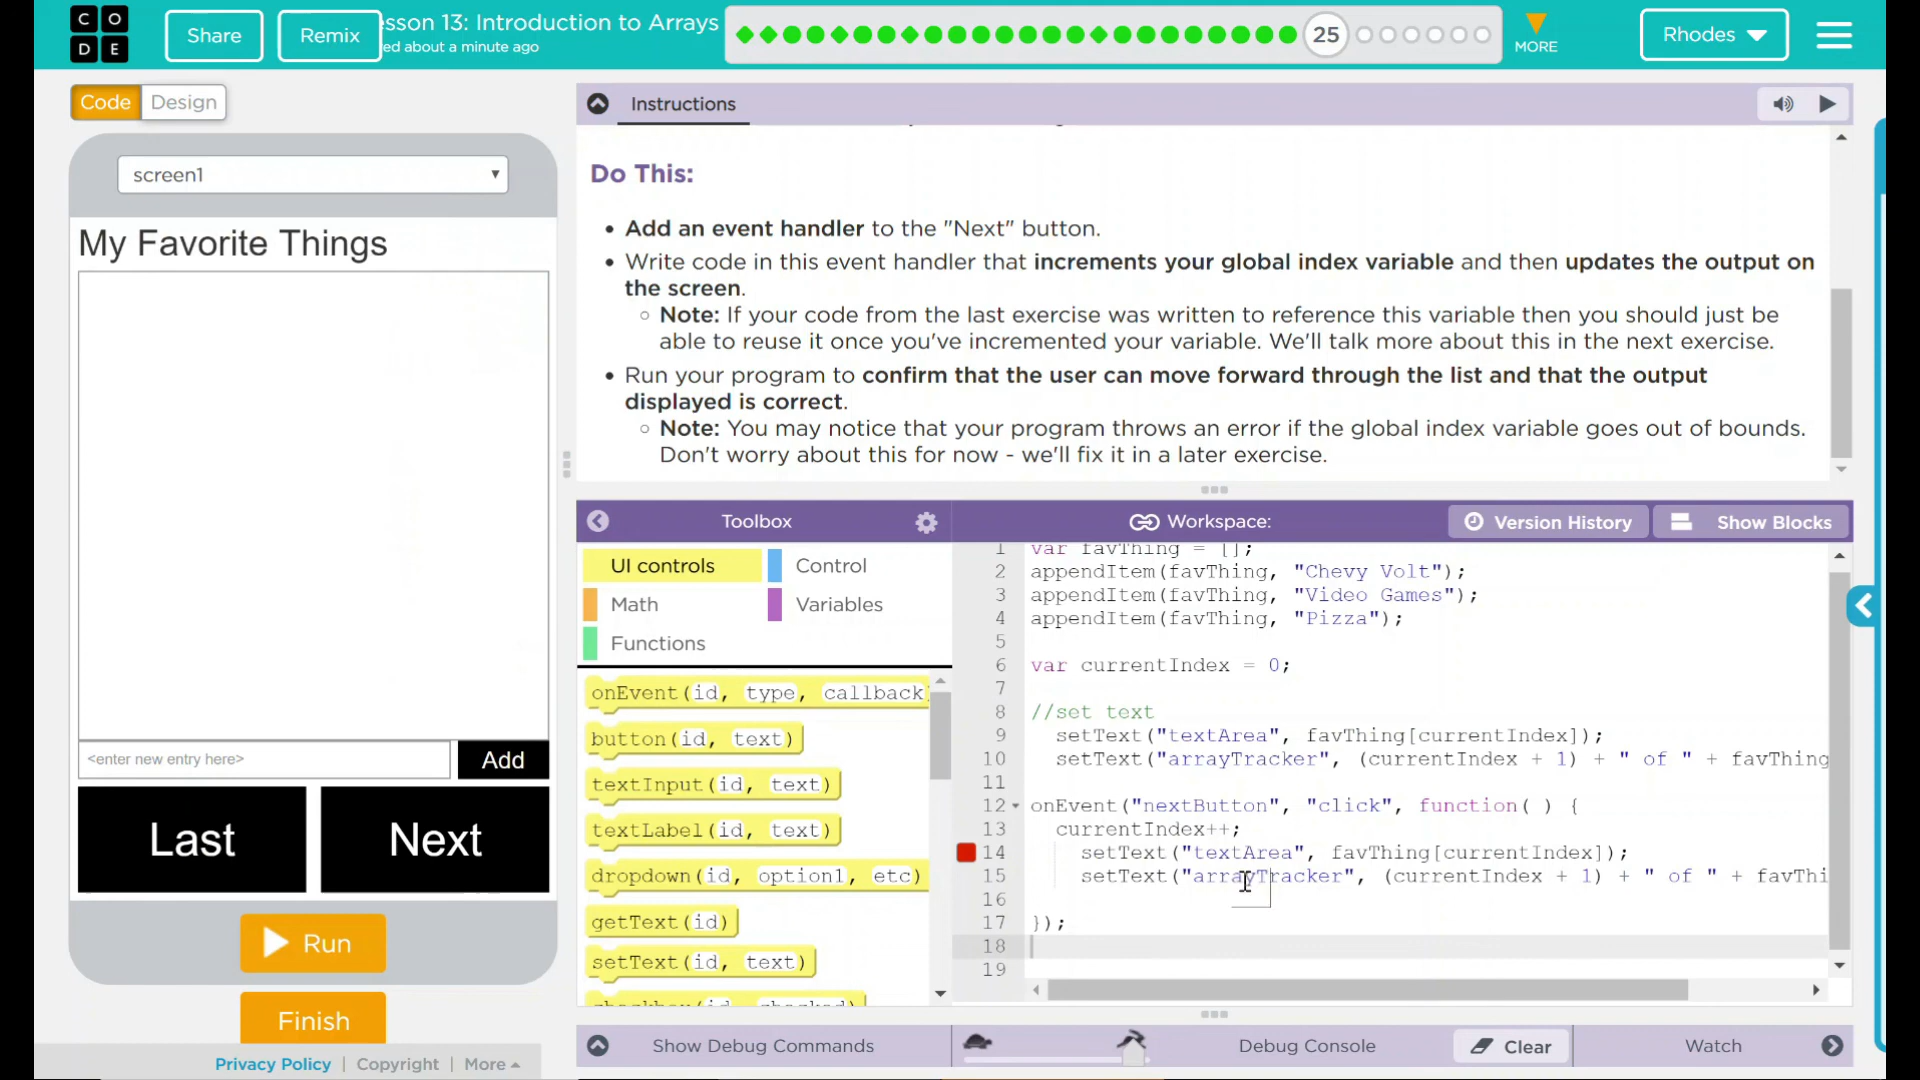 CODE
Share
Remix
esson 13: Introduction to Arrays
ed about a minute ago
25
MORE
Rhodes
Code
Design
screen1
My Favorite Things
<enter new entry here>
Add
Last
Next
Run
Finish
Privacy Policy | Copyright | More
Instructions
Do This:
• Add an event handler to the "Next" button.
• Write code in this event handler that increments your global index variable and then updates the output on
the screen.
Note: If your code from the last exercise was written to reference this variable then you should just be
able to reuse it once you've incremented your variable. We'll talk more about this in the next exercise.
• Run your program to confirm that the user can move forward through the list and that the output
displayed is correct.
Note: You may notice that your program throws an error if the global index variable goes out of bounds.
Don't worry about this for now - we'll fix it in a later exercise.
Toolbox
Workspace:
Version History
Show Blocks
UI controls
Control
Math
Variables
Functions
onEvent(id, type, callback)
button(id, text)
textInput(id, text)
textLabel(id, text)
dropdown(id, option1, etc)
getText(id)
setText(id, text)
1 var favThing = [];
2 appendItem(favThing, "Chevy Volt");
3 appendItem(favThing, "Video Games");
4 appendItem(favThing, "Pizza");
5
6 var currentIndex = 0;
7
8 //set text
9 setText("textArea", favThing[currentIndex]);
10 setText("arrayTracker", (currentIndex + 1) + " of " + favThing
11
12 onEvent("nextButton", "click", function( ) {
13 currentIndex++;
14 setText("textArea", favThing[currentIndex]);
15 setText("arrayTracker", (currentIndex + 1) + " of " + favThi
16
17 });
18
19
Show Debug Commands
Debug Console
Clear
Watch